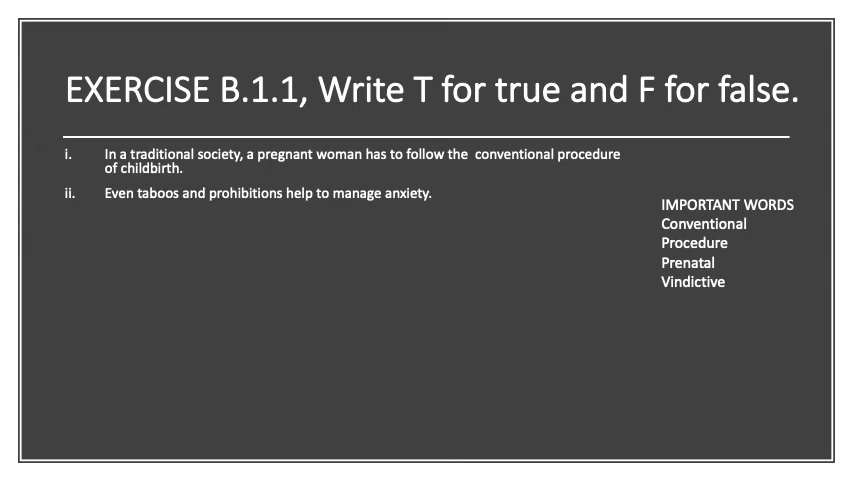 EXERCISE B.1.1, Write T for true and F for false.
i. In a traditional society, a pregnant woman has to follow the conventional procedure
of childbirth.
ii. Even taboos and prohibitions help to manage anxiety.
IMPORTANT WORDS
Conventional
Procedure
Prenatal
Vindictive